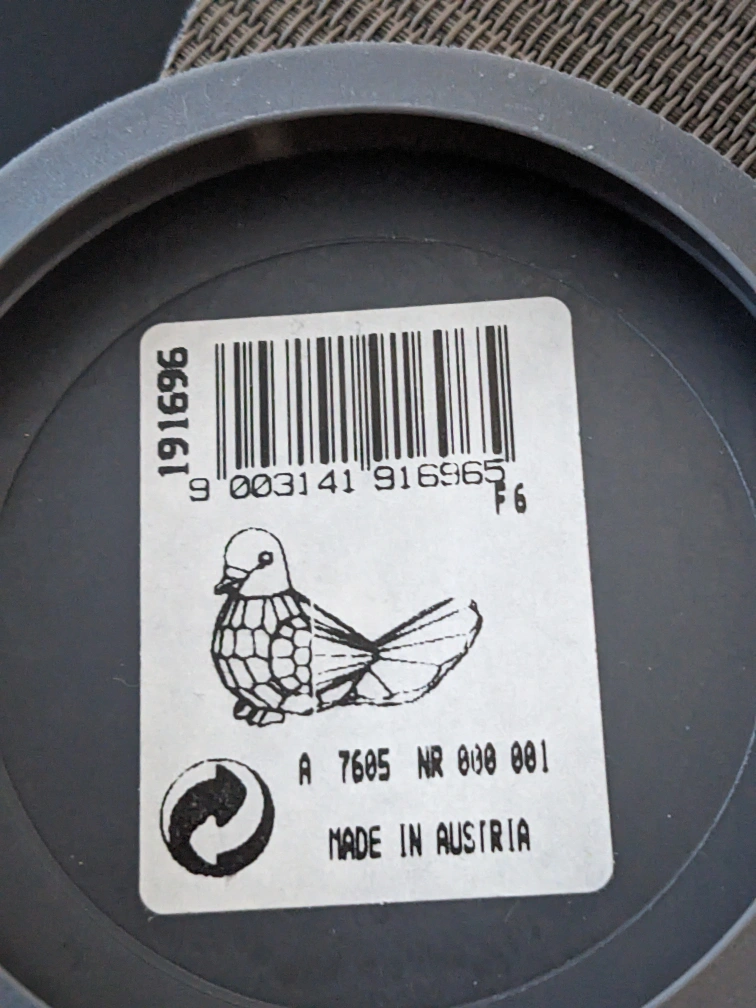 191696
9 003141 916965
F6
A 7605 NR 000 001
MADE IN AUSTRIA